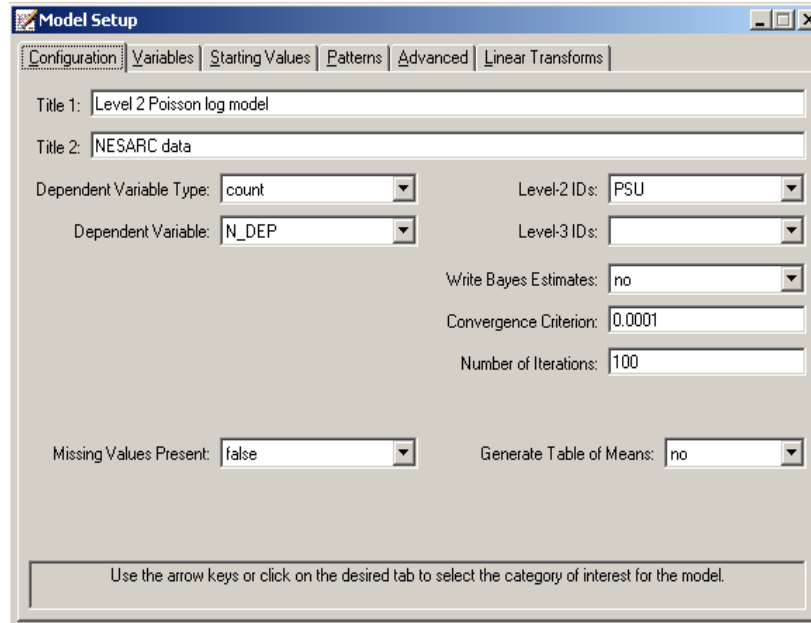 Model Setup
Configuration Variables Starting Values Patterns Advanced Linear Transforms
Title 1: Level 2 Poisson log model
Title 2: NESARC data
Dependent Variable Type: count Level-2 IDs: PSU
Dependent Variable: N_DEP Level-3 IDs:
Write Bayes Estimates: no
Convergence Criterion: 0.0001
Number of Iterations: 100
Missing Values Present: false Generate Table of Means: no
Use the arrow keys or click on the desired tab to select the category of interest for the model.